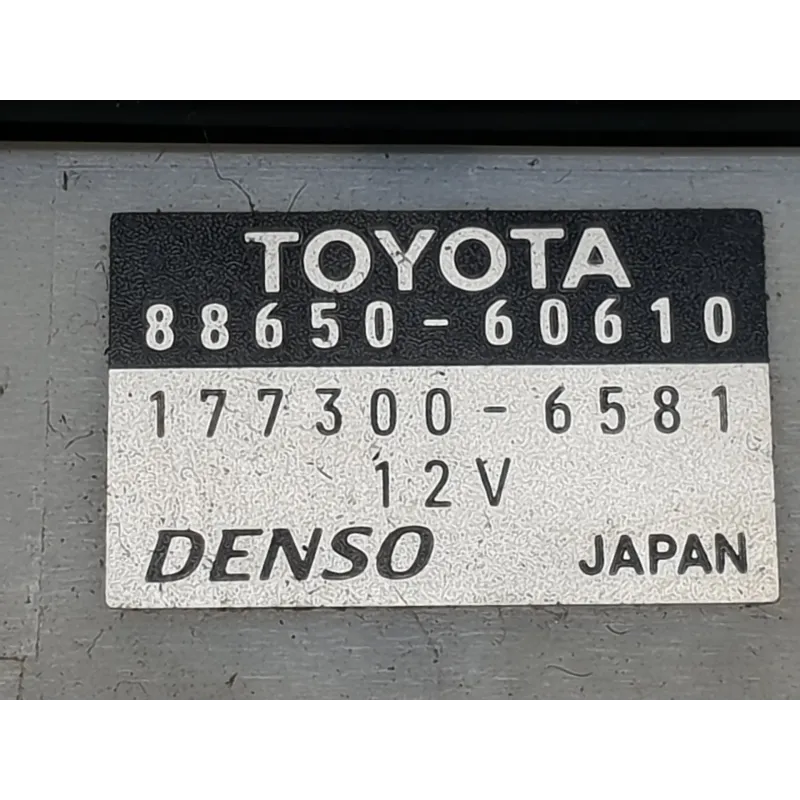 TOYOTA
88650-60610
177300-6581
12V
DENSO JAPAN